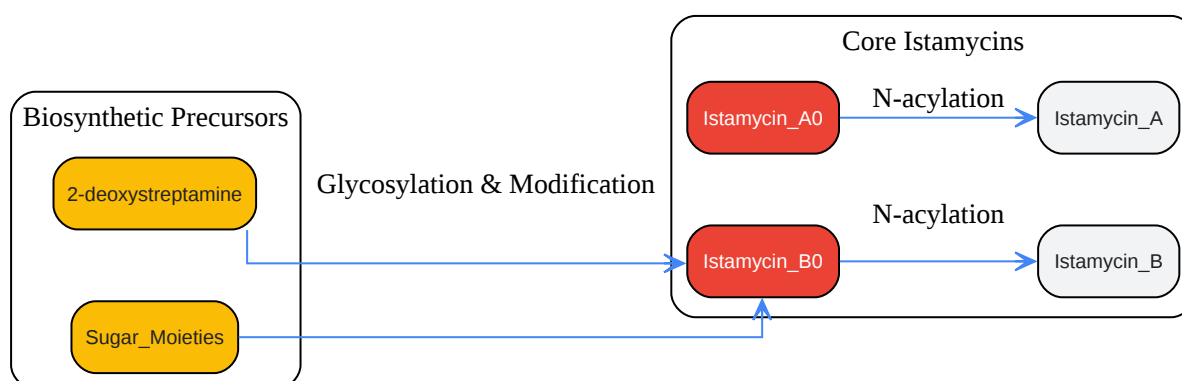 Core Istamycins
Istamycin_A0
N-acylation
Istamycin_A
Biosynthetic Precursors
2-deoxystreptamine
Glycosylation & Modification
Istamycin_B0
N-acylation
Istamycin_B
Sugar_Moieties